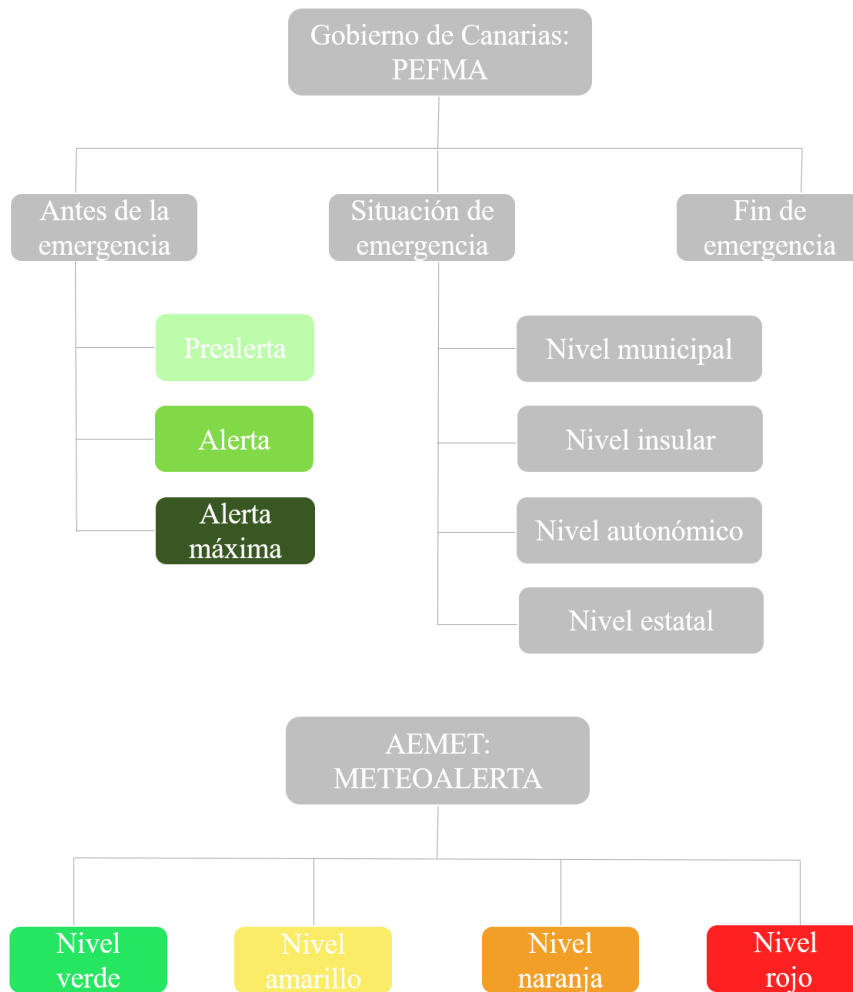 Gobierno de Canarias:
PEFMA
Antes de la
emergencia
Situación de
emergencia
Fin de
emergencia
Prealerta
Alerta
Alerta
máxima
Nivel municipal
Nivel insular
Nivel autonómico
Nivel estatal
AEMET:
METEOALERTA
Nivel
verde
Nivel
amarillo
Nivel
naranja
Nivel
rojo